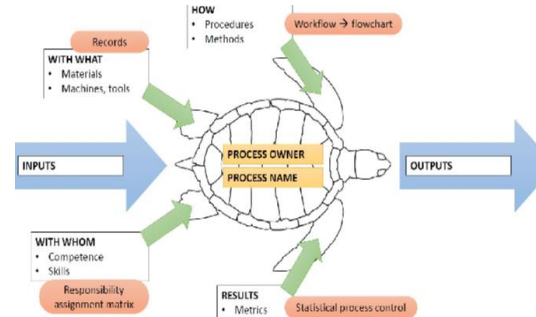 HOW
• Procedures
• Methods
Workflow → flowchart
Records
WITH WHAT
• Materials
• Machines, tools
INPUTS
PROCESS OWNER
PROCESS NAME
OUTPUTS
WITH WHOM
• Competence
• Skills
Responsibility
assignment matrix
RESULTS
• Metrics
Statistical process control